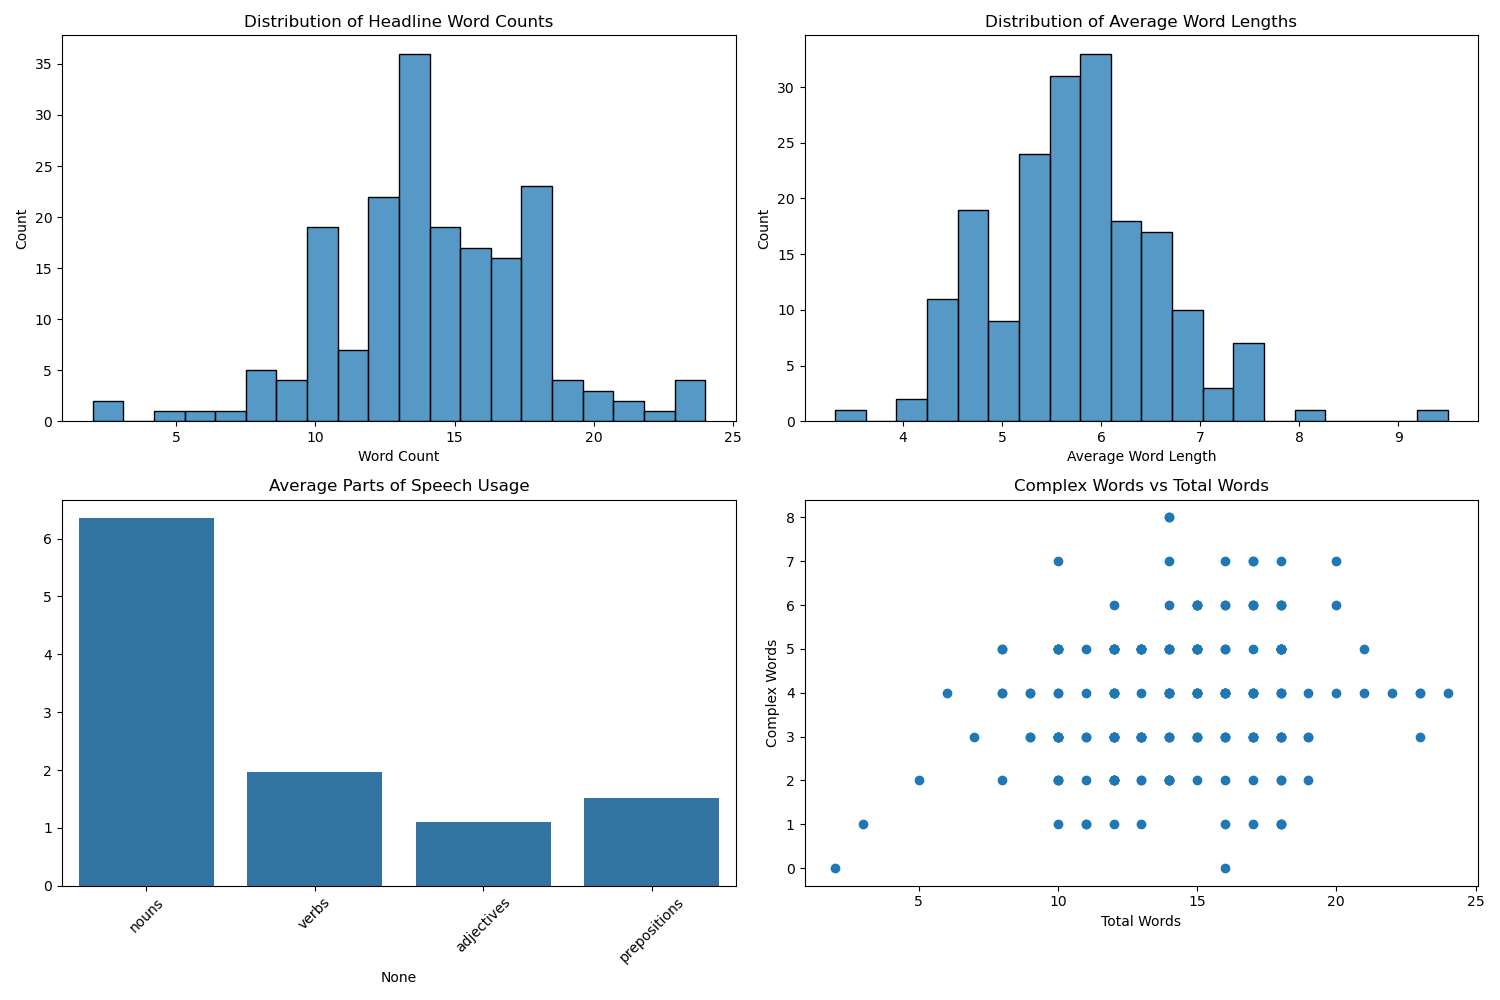 Distribution of Headline Word Counts
35
30
25
20
15
10
5
0
Count
5 10 15 20 25
Word Count
Distribution of Average Word Lengths
30
25
20
15
10
5
0
Count
4 5 6 7 8 9
Average Word Length
Average Parts of Speech Usage
6
5
4
3
2
1
0
nouns verbs adjectives prepositions
None
Complex Words vs Total Words
8
7
6
5
4
3
2
1
0
Complex Words
5 10 15 20 25
Total Words